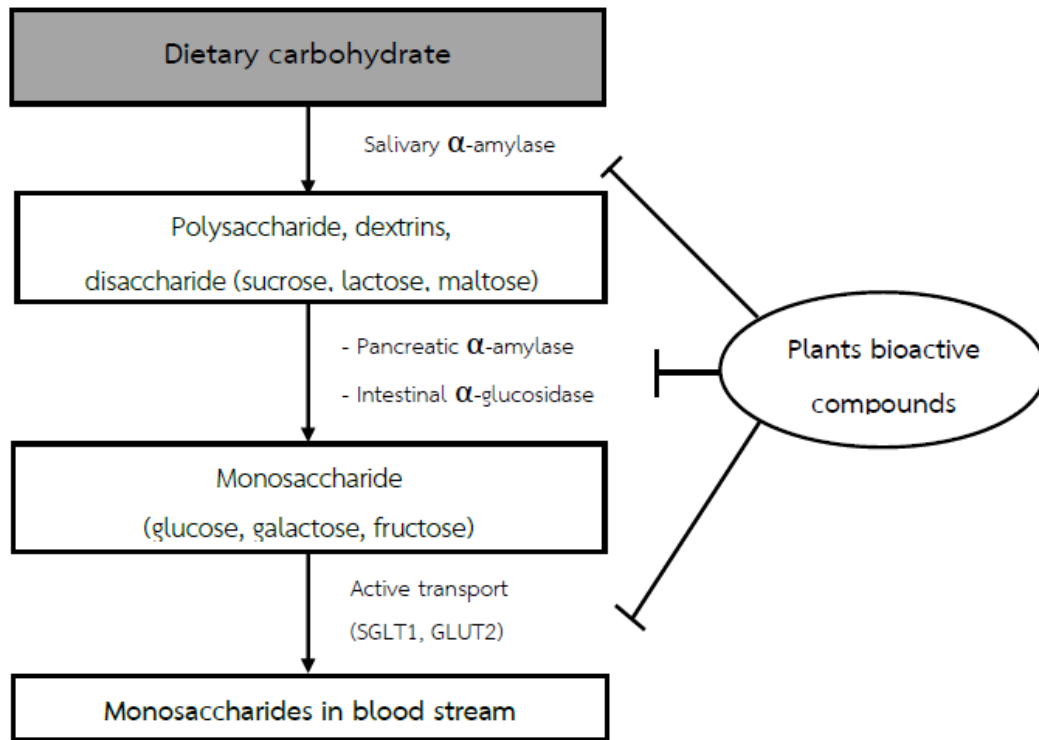 Dietary carbohydrate
Salivary α-amylase
Polysaccharide, dextrins,
disaccharide (sucrose, lactose, maltose)
- Pancreatic α-amylase
- Intestinal α-glucosidase
Plants bioactive
compounds
Monosaccharide
(glucose, galactose, fructose)
Active transport
(SGLT1, GLUT2)
Monosaccharides in blood stream